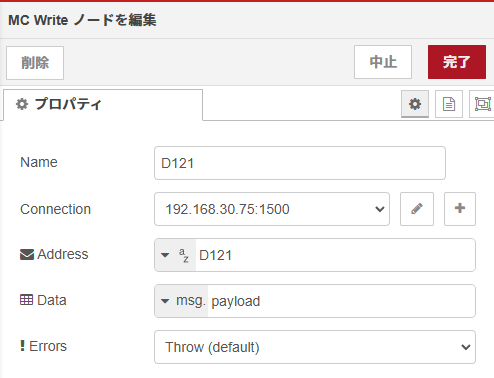 MC Write ノードを編集
削除 中止 完了
プロパティ
Name D121
Connection 192.168.30.75:1500
Address az D121
Data msg. payload
Errors Throw (default)